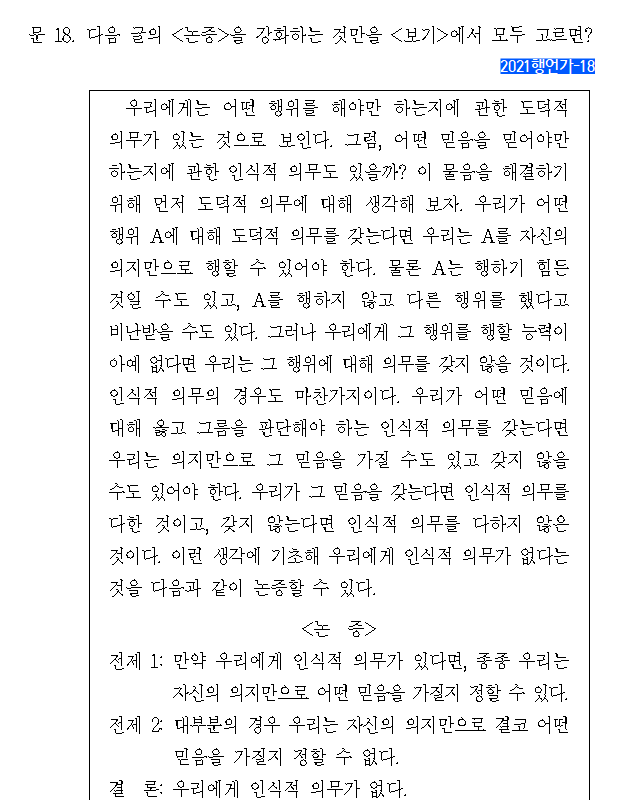 문 18. 다음 글의 <논증>을 강화하는 것만을 <보기>에서 모두 고르면?
2021행언가-18
우리에게는 어떤 행위를 해야만 하는지에 관한 도덕적
의무가 있는 것으로 보인다. 그럼, 어떤 믿음을 믿어야만
하는지에 관한 인식적 의무도 있을까? 이 물음을 해결하기
위해 먼저 도덕적 의무에 대해 생각해 보자. 우리가 어떤
행위 A에 대해 도덕적 의무를 갖는다면 우리는 A를 자신의
의지만으로 행할 수 있어야 한다. 물론 A는 행하기 힘든
것일 수도 있고, A를 행하지 않고 다른 행위를 했다고
비난받을 수도 있다. 그러나 우리에게 그 행위를 행할 능력이
아예 없다면 우리는 그 행위에 대해 의무를 갖지 않을 것이다.
인식적 의무의 경우도 마찬가지이다. 우리가 어떤 믿음에
대해 옳고 그름을 판단해야 하는 인식적 의무를 갖는다면
우리는 의지만으로 그 믿음을 가질 수도 있고 갖지 않을
수도 있어야 한다. 우리가 그 믿음을 갖는다면 인식적 의무를
다한 것이고, 갖지 않는다면 인식적 의무를 다하지 않은
것이다. 이런 생각에 기초해 우리에게 인식적 의무가 없다는
것을 다음과 같이 논증할 수 있다.
<논 증>
전제 1: 만약 우리에게 인식적 의무가 있다면, 종종 우리는
자신의 의지만으로 어떤 믿음을 가질지 정할 수 있다.
전제 2: 대부분의 경우 우리는 자신의 의지만으로 결코 어떤
믿음을 가질지 정할 수 없다.
결 론: 우리에게 인식적 의무가 없다.